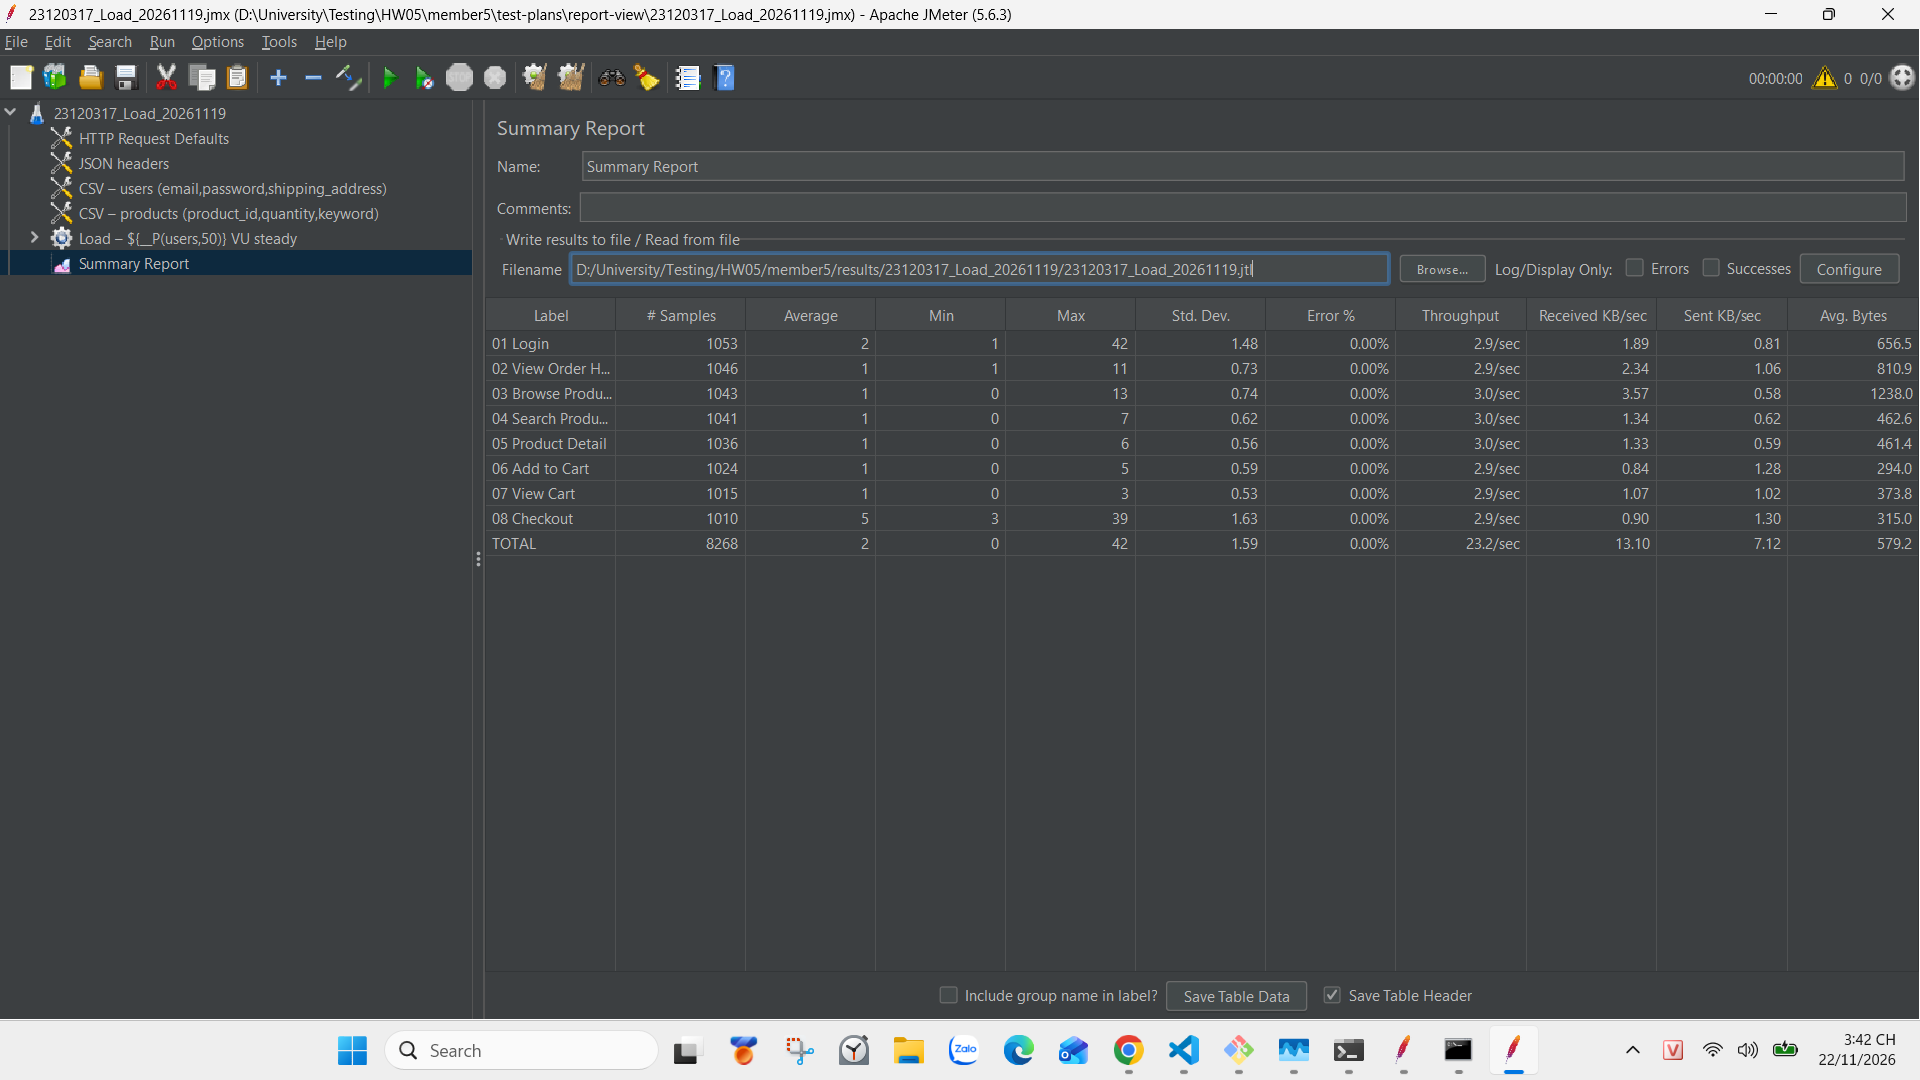 23120317_Load_20261119.jmx (D:\University\Testing\HW05\member5\test-plans\report-view\23120317_Load_20261119.jmx) - Apache JMeter (5.6.3)
File Edit Search Run Options Tools Help
STOP
00:00:00 0 0/0
23120317_Load_20261119
HTTP Request Defaults
JSON headers
CSV – users (email,password,shipping_address)
CSV – products (product_id,quantity,keyword)
Load – ${__P(users,50)} VU steady
Summary Report
Summary Report
Name: Summary Report
Comments:
Write results to file / Read from file
Filename D:/University/Testing/HW05/member5/results/23120317_Load_20261119/23120317_Load_20261119.jtl Browse... Log/Display Only: Errors Successes Configure
Label # Samples Average Min Max Std. Dev. Error % Throughput Received KB/sec Sent KB/sec Avg. Bytes
01 Login 1053 2 1 42 1.48 0.00% 2.9/sec 1.89 0.81 656.5
02 View Order H... 1046 1 1 11 0.73 0.00% 2.9/sec 2.34 1.06 810.9
03 Browse Produ... 1043 1 0 13 0.74 0.00% 3.0/sec 3.57 0.58 1238.0
04 Search Produ... 1041 1 0 7 0.62 0.00% 3.0/sec 1.34 0.62 462.6
05 Product Detail 1036 1 0 6 0.56 0.00% 3.0/sec 1.33 0.59 461.4
06 Add to Cart 1024 1 0 5 0.59 0.00% 2.9/sec 0.84 1.28 294.0
07 View Cart 1015 1 0 3 0.53 0.00% 2.9/sec 1.07 1.02 373.8
08 Checkout 1010 5 3 39 1.63 0.00% 2.9/sec 0.90 1.30 315.0
TOTAL 8268 2 0 42 1.59 0.00% 23.2/sec 13.10 7.12 579.2
Include group name in label? Save Table Data Save Table Header
Search Zalo V 3:42 CH
22/11/2026